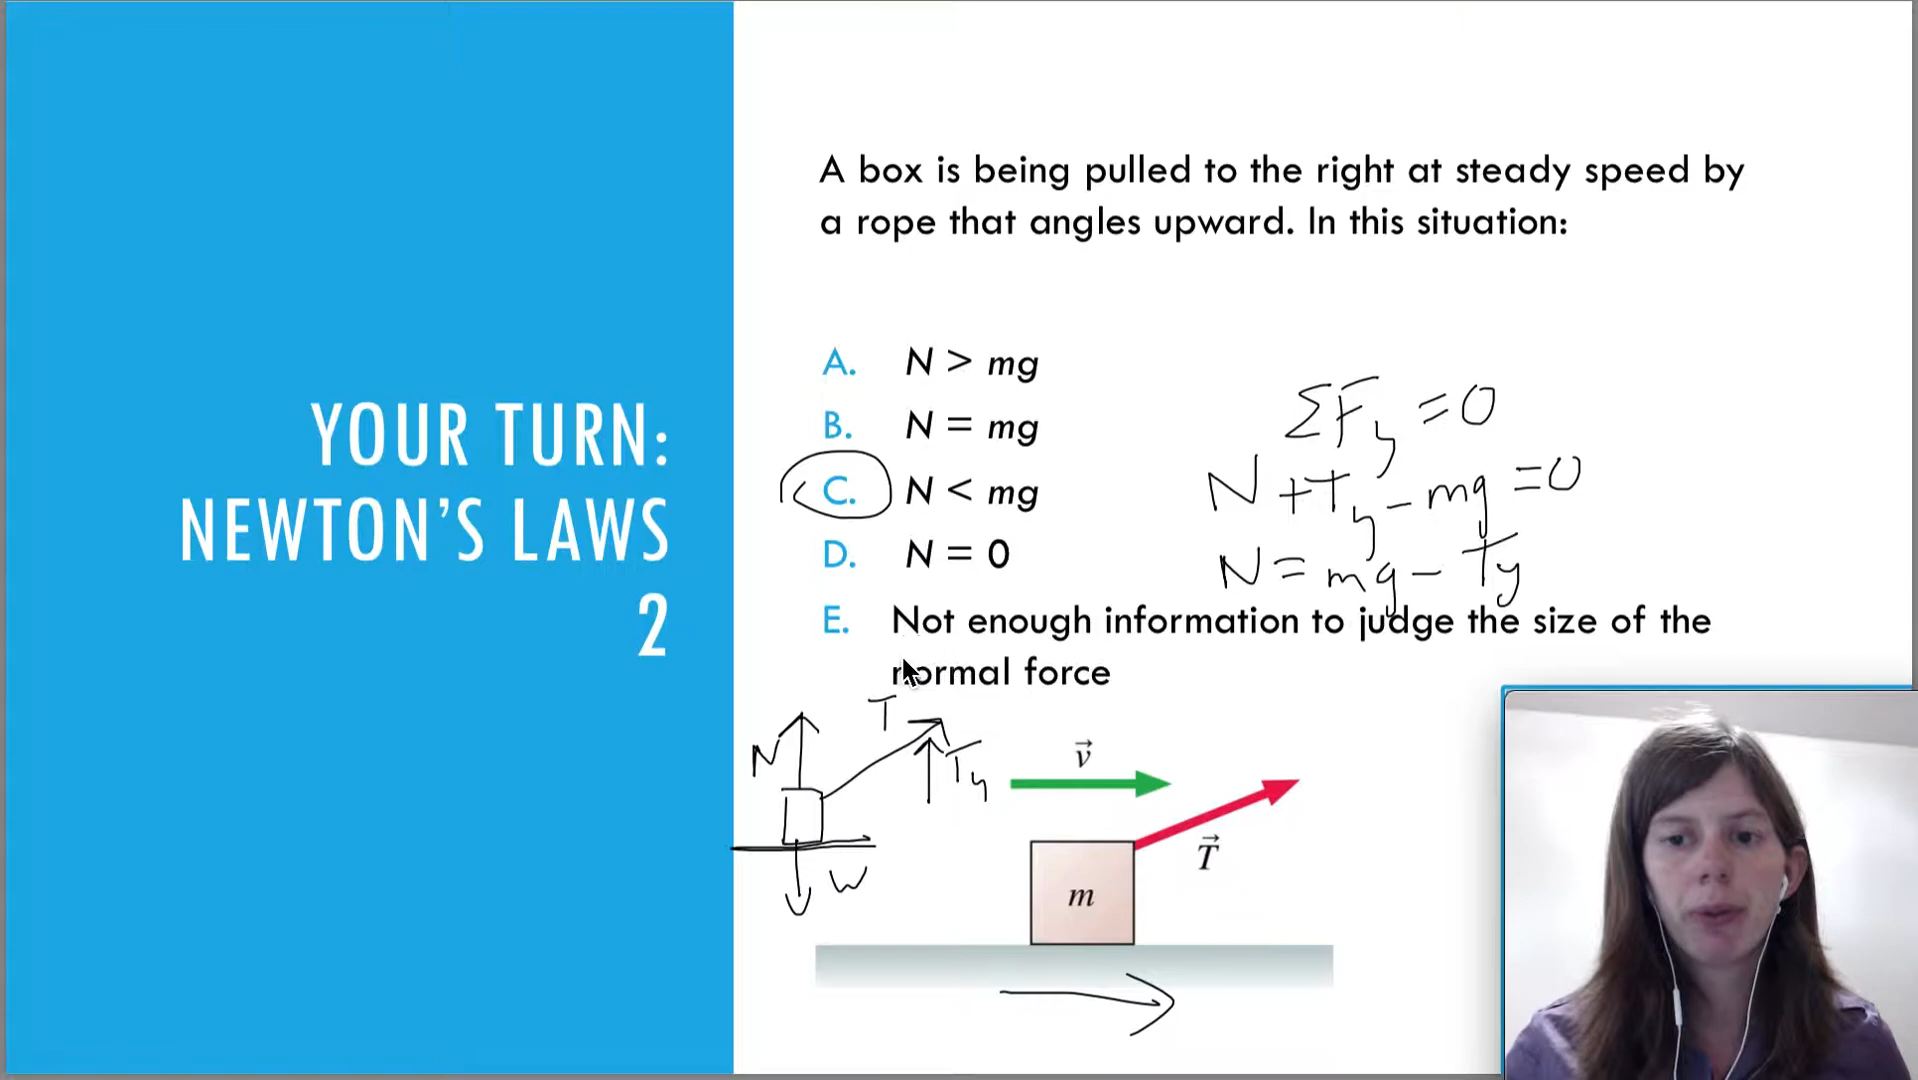 YOUR TURN:
NEWTON'S LAWS
2
A box is being pulled to the right at steady speed by
a rope that angles upward. In this situation:
A. N > mg
B. N = mg
C. N < mg
D. N = 0
E. Not enough information to judge the size of the
normal force
ΣFy = 0
N + Ty - mg = 0
N = mg - Ty
N
T
Ty
W
v⃗
T⃗
m